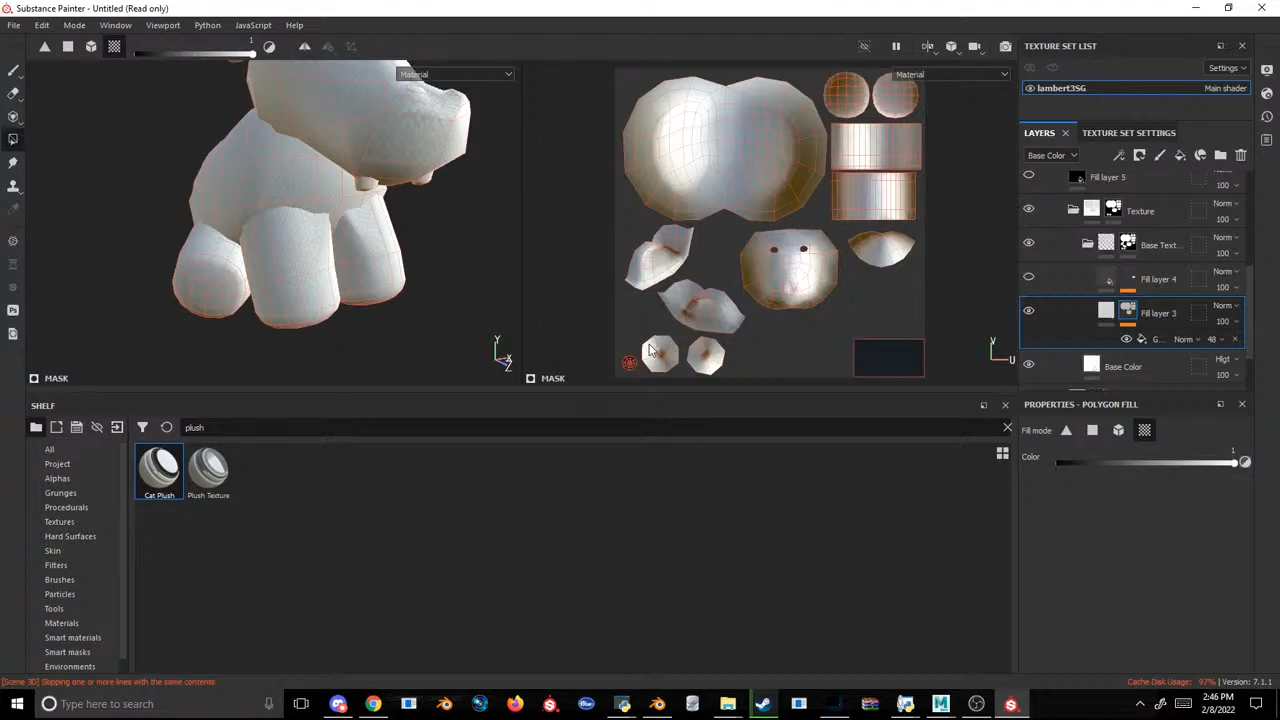 Substance Painter - Untitled (Read only)
File Edit Mode Window Viewport Python JavaScript Help
1
Material
Material
TEXTURE SET LIST
Settings
lambert3SG Main shader
LAYERS TEXTURE SET SETTINGS
Base Color
Fill layer 5 Norm 100
Texture Norm 100
Base Text... Norm 100
Fill layer 4 Norm 100
Fill layer 3 Norm 100
G... Norm 48
Base Color Hlgt 100
Y X Z
V U
MASK
MASK
SHELF
plush
All
Project
Alphas
Grunges
Procedurals
Textures
Hard Surfaces
Skin
Filters
Brushes
Particles
Tools
Materials
Smart materials
Smart masks
Environments
Cat Plush Plush Texture
PROPERTIES - POLYGON FILL
Fill mode
Color 1
[Scene 3D] Skipping one or more lines with the same contents
Cache Disk Usage: 97% | Version: 7.1.1
Type here to search
2:46 PM
2/8/2022